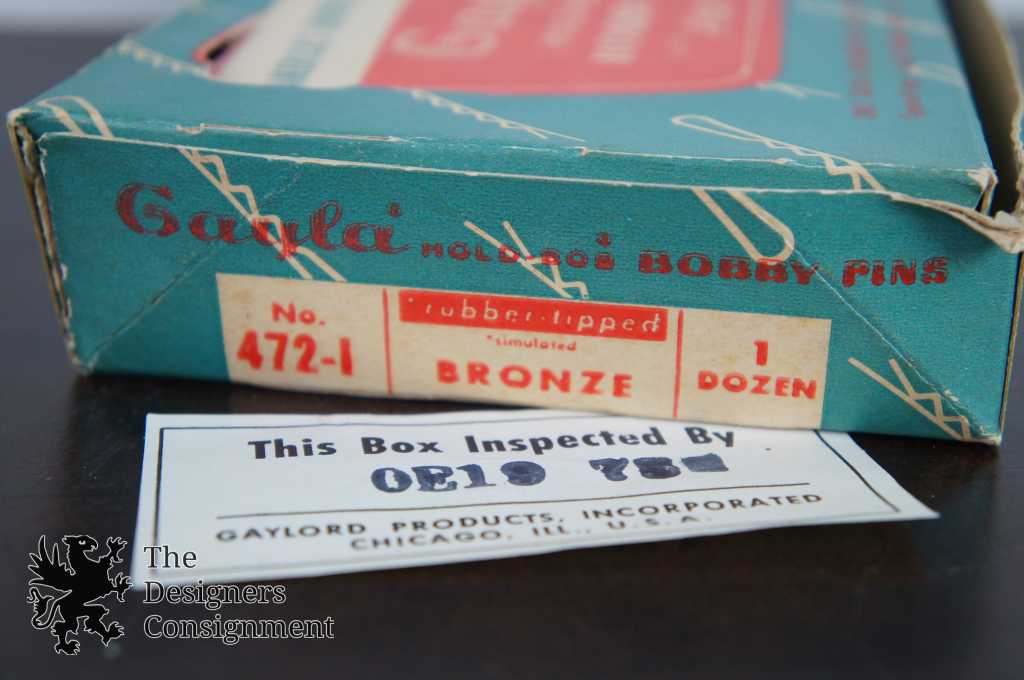 Gayla HOLD-BOB BOBBY PINS
No.
472-1
*rubber-tipped
*simulated
BRONZE
1
DOZEN
This Box Inspected By
OE19
GAYLORD PRODUCTS, INCORPORATED
CHICAGO, ILL., U.S.A.
The
Designers
Consignment